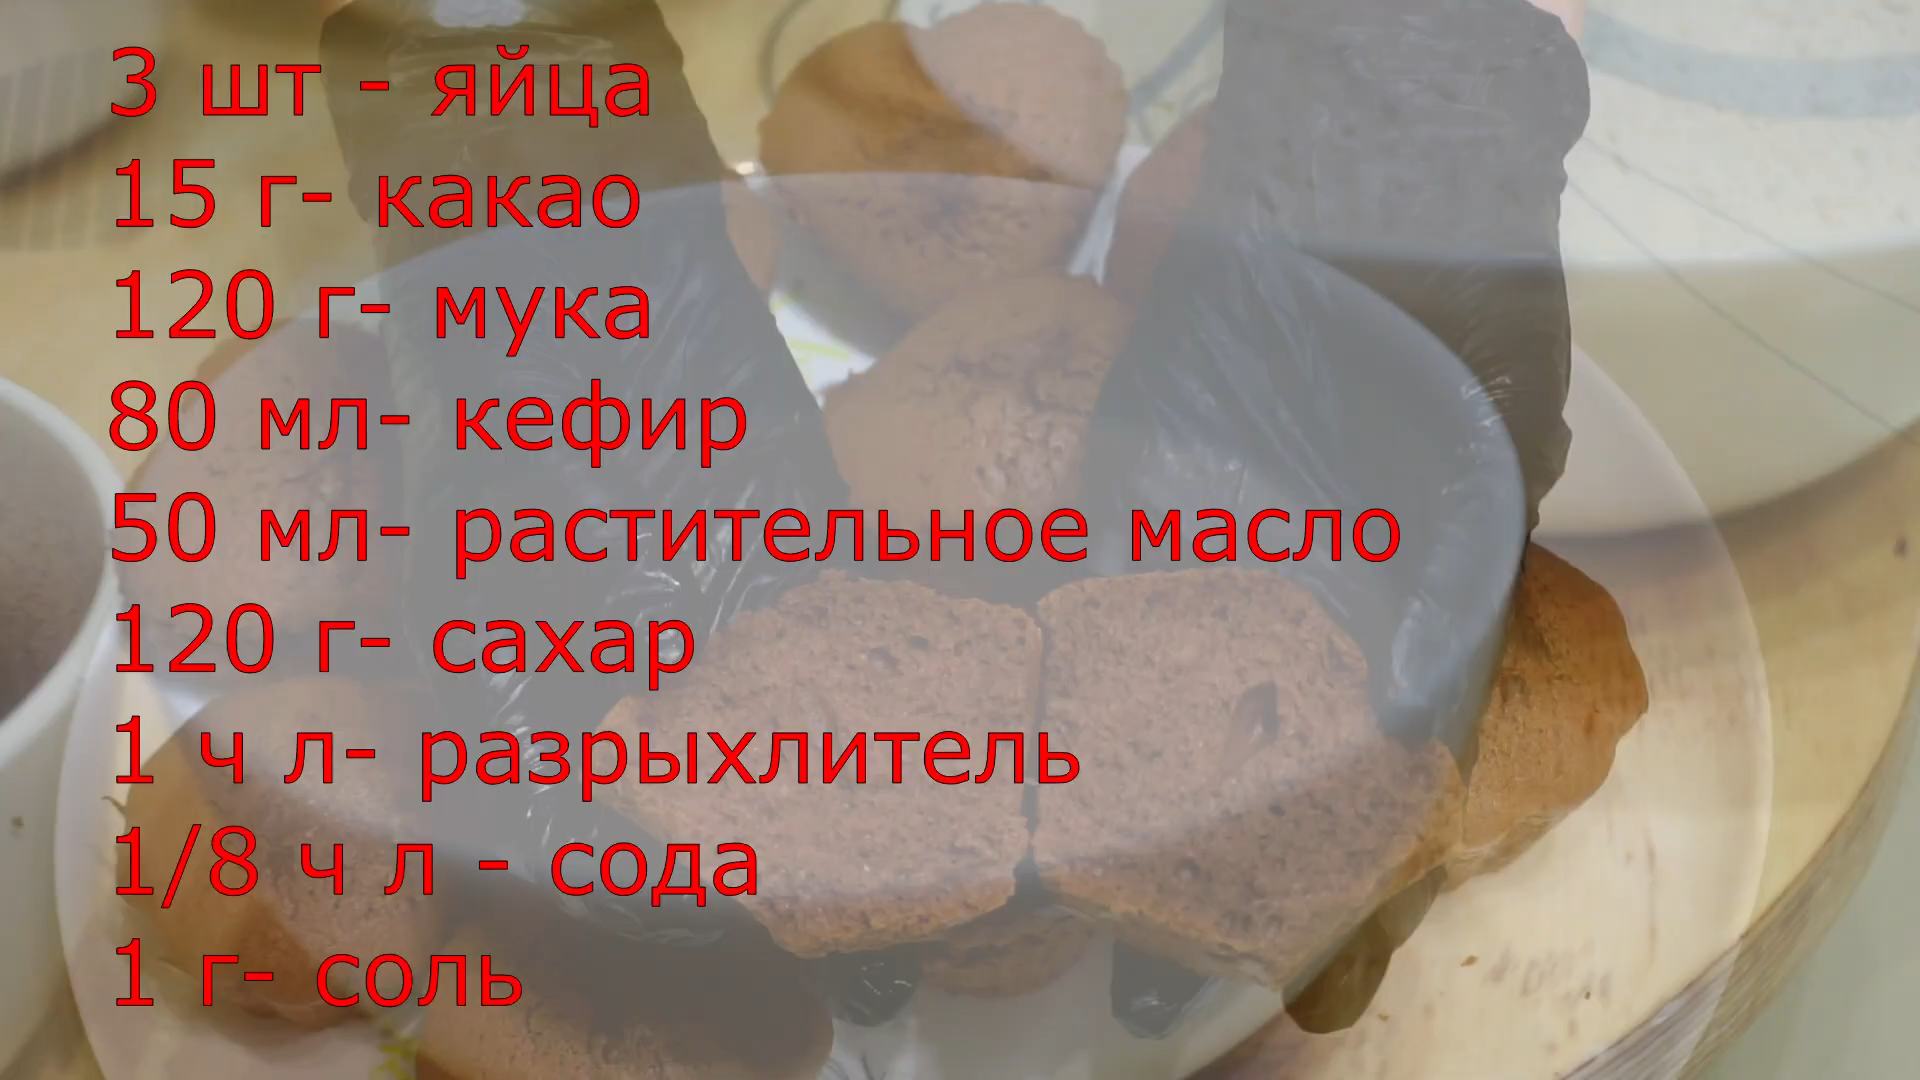 3 шт - яйца
15 г- какао
120 г- мука
80 мл- кефир
50 мл- растительное масло
120 г- сахар
1 ч л- разрыхлитель
1/8 ч л - сода
1 г- соль